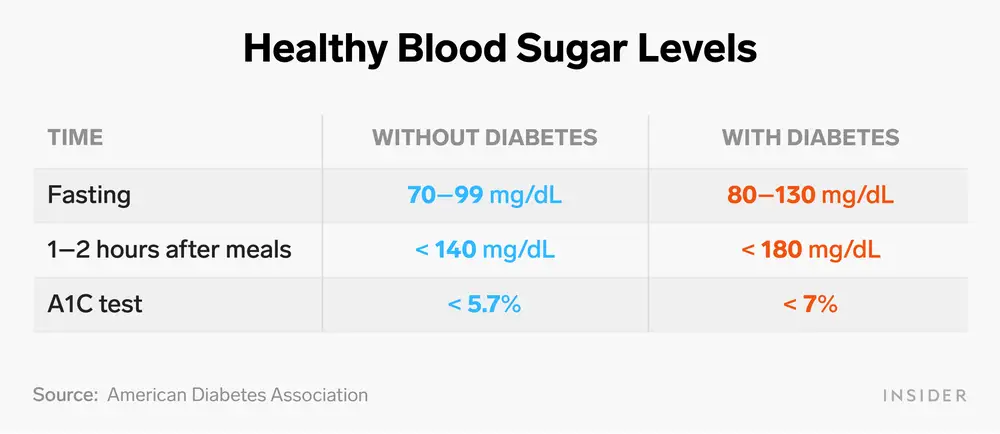 Healthy Blood Sugar Levels
TIME WITHOUT DIABETES WITH DIABETES
Fasting 70–99 mg/dL 80–130 mg/dL
1–2 hours after meals < 140 mg/dL < 180 mg/dL
A1C test < 5.7% < 7%
Source: American Diabetes Association INSIDER